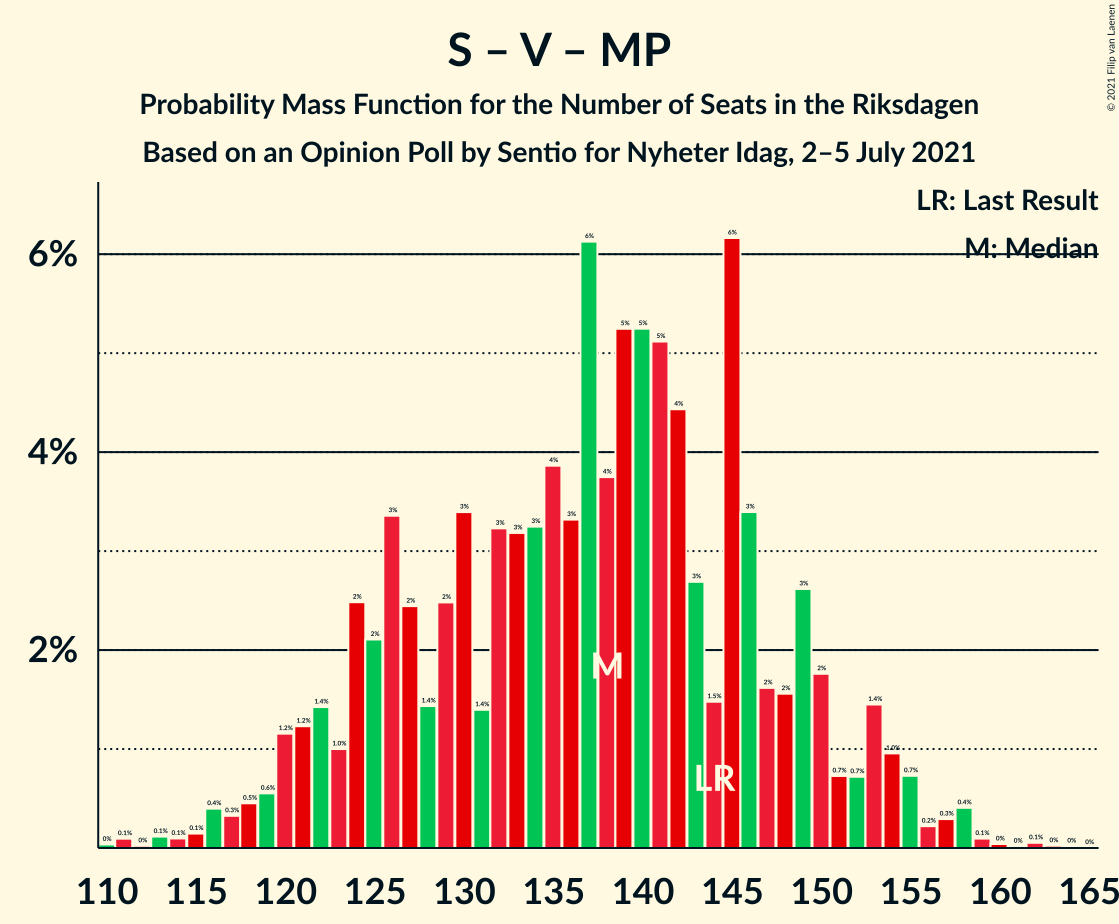 S – V – MP
Probability Mass Function for the Number of Seats in the Riksdagen
Based on an Opinion Poll by Sentio for Nyheter Idag, 2–5 July 2021
© 2021 Filip van Laenen
LR: Last Result
M: Median
6%
4%
2%
0% 0.1% 0% 0.1% 0.1% 0.1% 0.4% 0.3% 0.5% 0.6% 1.2% 1.2% 1.4% 1.0% 2% 2% 3% 2% 1.4% 2% 3% 1.4% 3% 3% 3% 4% 3% 6% 4% 5% 5% 5% 4% 3% 1.5% 6% 3% 2% 2% 3% 2% 0.7% 0.7% 1.4% 1.0% 0.7% 0.2% 0.3% 0.4% 0.1% 0% 0% 0.1% 0% 0% 0%
M
LR
110 115 120 125 130 135 140 145 150 155 160 165